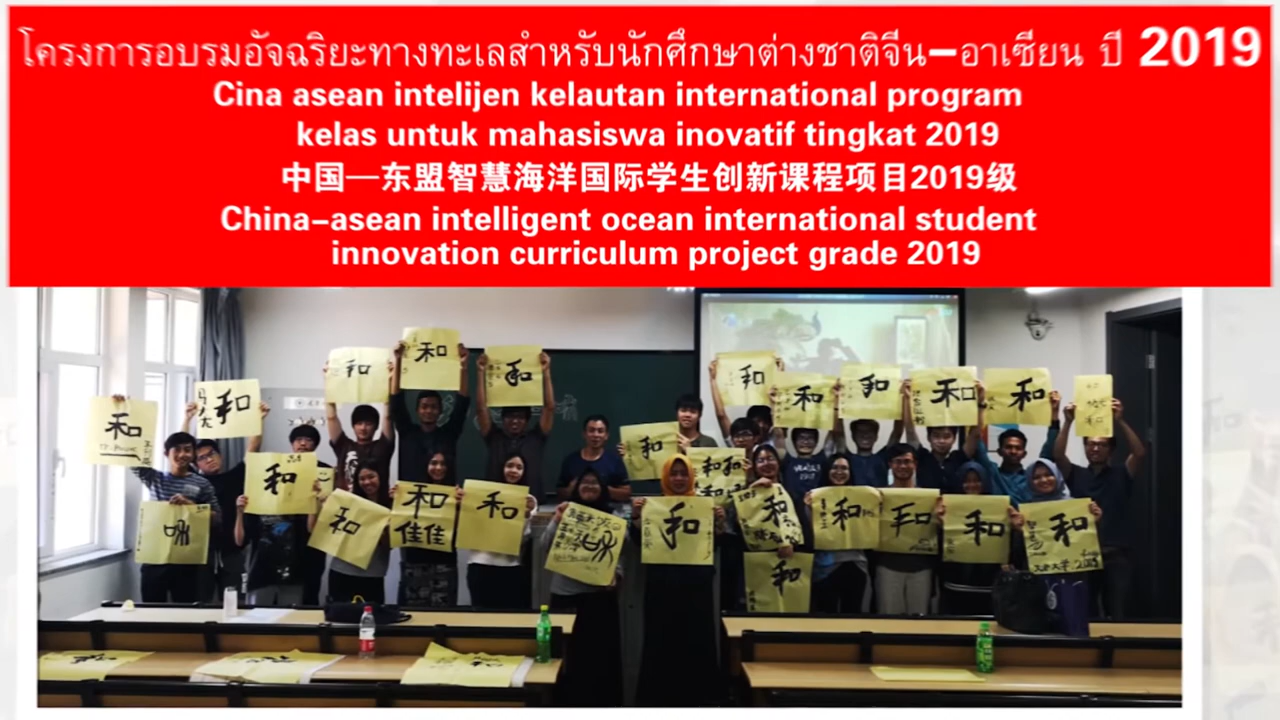 โครงการอบรมอัจฉริยะทางทะเลสำหรับนักศึกษาต่างชาติจีน–อาเซียน ปี 2019
Cina asean intelijen kelautan international program
kelas untuk mahasiswa inovatif tingkat 2019
中国—东盟智慧海洋国际学生创新课程项目2019级
China–asean intelligent ocean international student
innovation curriculum project grade 2019
和
和
和
和
和
和
和
和
和
和
和
和
和
和
佳佳
和
和
和
和
和
和